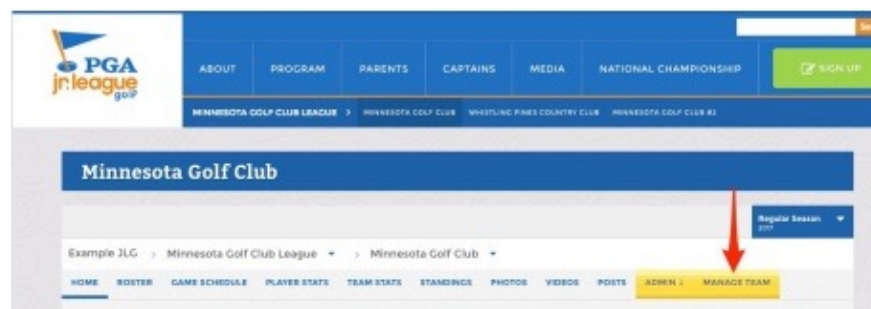 Se
PGA
jr.league
golf
ABOUT PROGRAM PARENTS CAPTAINS MEDIA NATIONAL CHAMPIONSHIP SIGN UP
MINNESOTA GOLF CLUB LEAGUE > MINNESOTA GOLF CLUB WHISTLING PINES COUNTRY CLUB MINNESOTA GOLF CLUB #2
Minnesota Golf Club
Regular Season
2017
Example JLG > Minnesota Golf Club League > Minnesota Golf Club
HOME ROSTER GAME SCHEDULE PLAYER STATS TEAM STATS STANDINGS PHOTOS VIDEOS POSTS ADMIN MANAGE TEAM